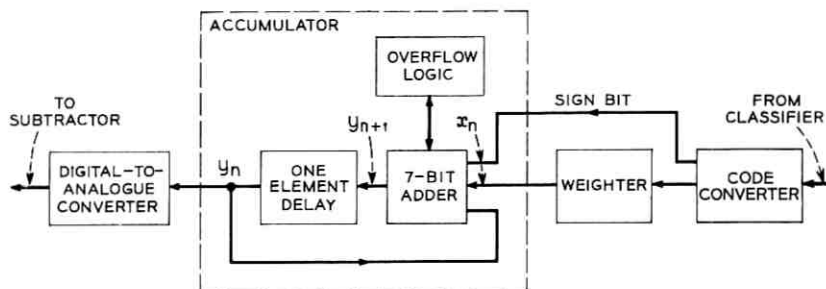 ACCUMULATOR
OVERFLOW
LOGIC
TO
SUBTRACTOR
SIGN BIT
FROM
CLASSIFIER
yn
yn+1
xn
DIGITAL-TO-
ANALOGUE
CONVERTER
ONE
ELEMENT
DELAY
7-BIT
ADDER
WEIGHTER
CODE
CONVERTER